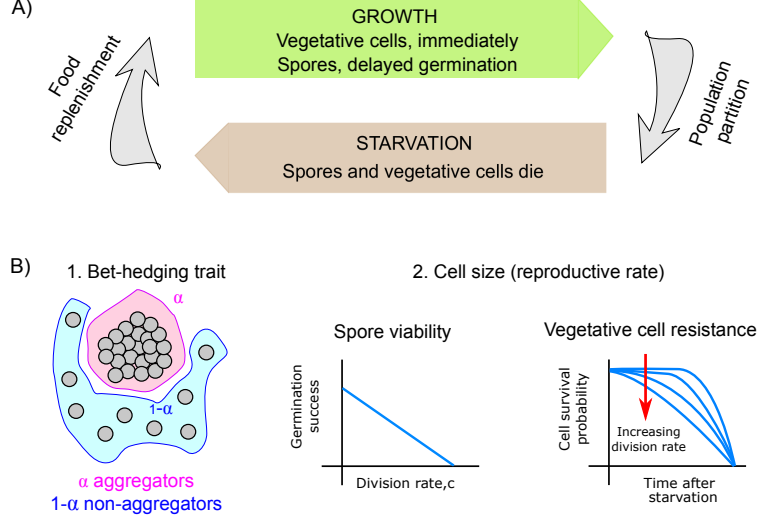 A)
GROWTH
Vegetative cells, immediately
Spores, delayed germination
Food
replenishment
Population
partition
STARVATION
Spores and vegetative cells die
B)
1. Bet-hedging trait
α
1-α
α aggregators
1-α non-aggregators
2. Cell size (reproductive rate)
Spore viability
Germination
success
Division rate,c
Vegetative cell resistance
Cell survival
probability
Increasing
division rate
Time after
starvation